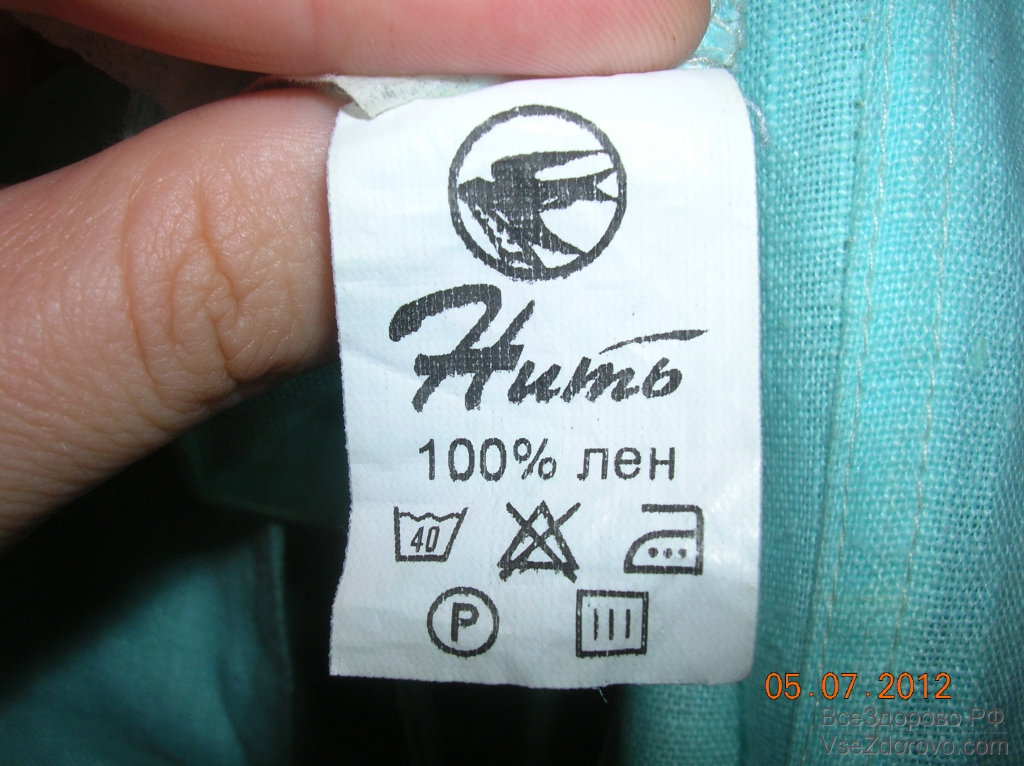 Нить
100% лен
40
P
05.07.2012
ВсеЗдорово.РФ
VseZdorovo.com